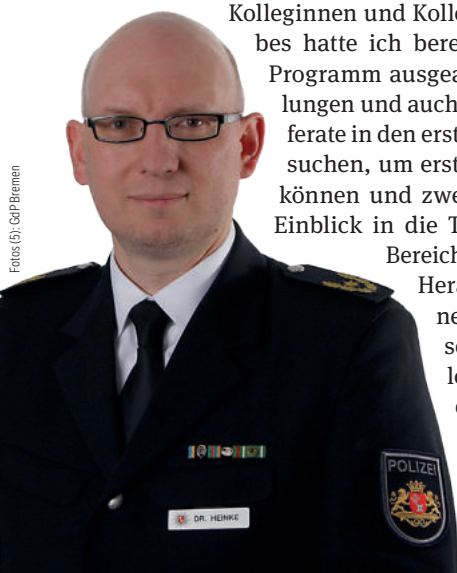 Kolleginnen und Kolle
bes hatte ich bere
Programm ausgea
lungen und auch
ferate in den erst
suchen, um erst
können und zwe
Einblick in die T
Bereich
Hera
ne
se
le
Fotos (5): GdP Bremen
POLIZEI
DR. HEINKE